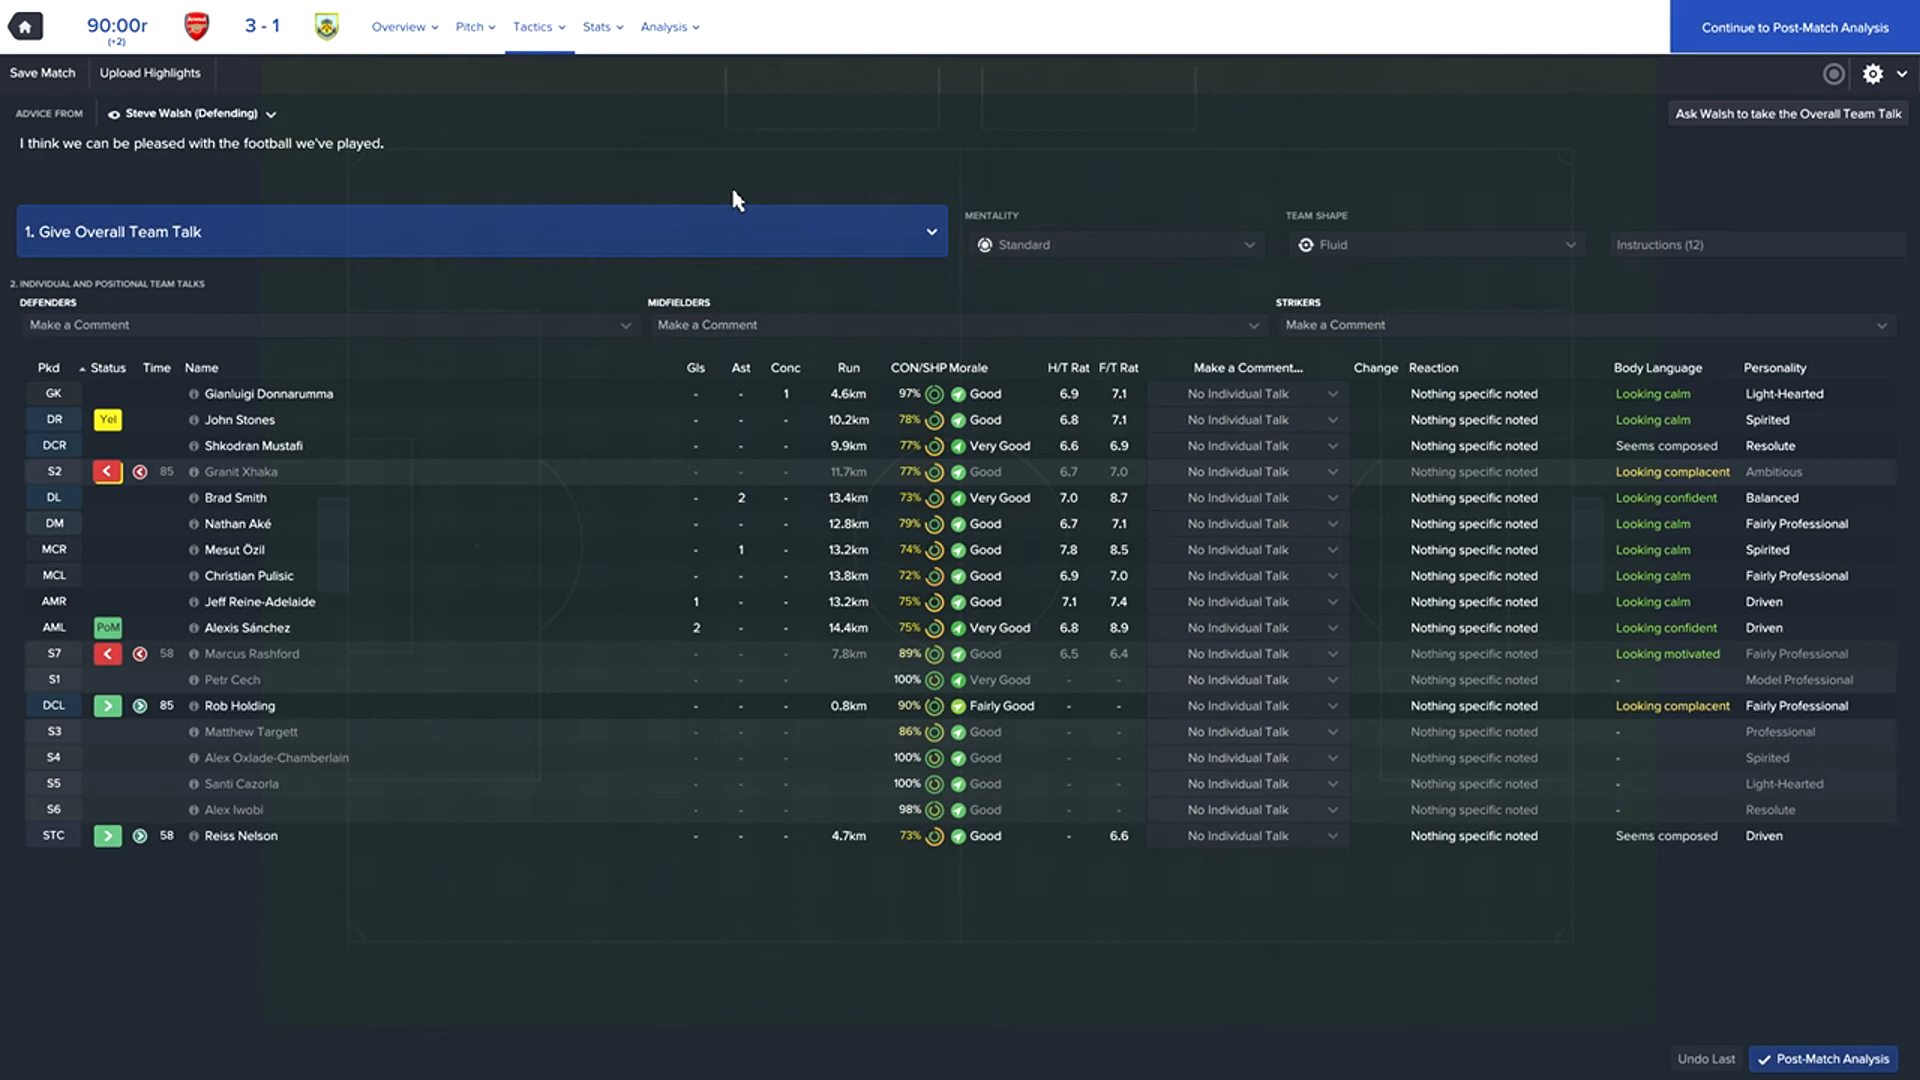 90:00r
(+2)
3 - 1
Overview Pitch Tactics Stats Analysis
Continue to Post-Match Analysis
Save Match Upload Highlights
ADVICE FROM Steve Walsh (Defending)
Ask Walsh to take the Overall Team Talk
I think we can be pleased with the football we've played.
1. Give Overall Team Talk
MENTALITY
Standard
TEAM SHAPE
Fluid
Instructions (12)
2. INDIVIDUAL AND POSITIONAL TEAM TALKS
DEFENDERS MIDFIELDERS STRIKERS
Make a Comment Make a Comment Make a Comment
Pkd Status Time Name Gls Ast Conc Run CON/SHP Morale H/T Rat F/T Rat Make a Comment... Change Reaction Body Language Personality
GK Gianluigi Donnarumma - - 1 4.6km 97% Good 6.9 7.1 No Individual Talk Nothing specific noted Looking calm Light-Hearted
DR Yel John Stones - - - 10.2km 78% Good 6.8 7.1 No Individual Talk Nothing specific noted Looking calm Spirited
DCR Shkodran Mustafi - - - 9.9km 77% Very Good 6.6 6.9 No Individual Talk Nothing specific noted Seems composed Resolute
S2 85 Granit Xhaka - - - 11.7km 77% Good 6.7 7.0 No Individual Talk Nothing specific noted Looking complacent Ambitious
DL Brad Smith - 2 - 13.4km 73% Very Good 7.0 8.7 No Individual Talk Nothing specific noted Looking confident Balanced
DM Nathan Aké - - - 12.8km 79% Good 6.7 7.1 No Individual Talk Nothing specific noted Looking calm Fairly Professional
MCR Mesut Özil - 1 - 13.2km 74% Good 7.8 8.5 No Individual Talk Nothing specific noted Looking calm Spirited
MCL Christian Pulisic - - - 13.8km 72% Good 6.9 7.0 No Individual Talk Nothing specific noted Looking calm Fairly Professional
AMR Jeff Reine-Adelaide 1 - - 13.2km 75% Good 7.1 7.4 No Individual Talk Nothing specific noted Looking calm Driven
AML PoM Alexis Sánchez 2 - - 14.4km 75% Very Good 6.8 8.9 No Individual Talk Nothing specific noted Looking confident Driven
S7 58 Marcus Rashford - - - 7.8km 89% Good 6.5 6.4 No Individual Talk Nothing specific noted Looking motivated Fairly Professional
S1 Petr Cech 100% Very Good - - No Individual Talk Nothing specific noted - Model Professional
DCL 85 Rob Holding - - - 0.8km 90% Fairly Good - - No Individual Talk Nothing specific noted Looking complacent Fairly Professional
S3 Matthew Targett 86% Good - - No Individual Talk Nothing specific noted - Professional
S4 Alex Oxlade-Chamberlain 100% Good - - No Individual Talk Nothing specific noted - Spirited
S5 Santi Cazorla 100% Good - - No Individual Talk Nothing specific noted - Light-Hearted
S6 Alex Iwobi 98% Good - - No Individual Talk Nothing specific noted - Resolute
STC 58 Reiss Nelson - - - 4.7km 73% Good - 6.6 No Individual Talk Nothing specific noted Seems composed Driven
Undo Last Post-Match Analysis